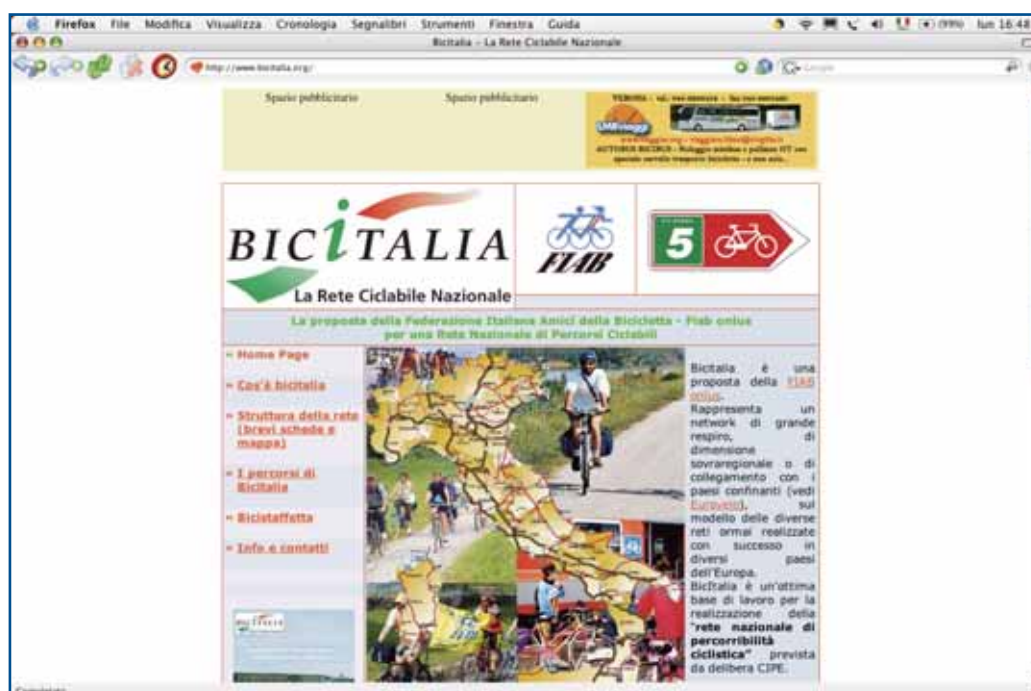 Firefox File Modifica Visualizza Cronologia Segnalibri Strumenti Finestra Guida (99%) lun 16.48
Bicitalia - La Rete Ciclabile Nazionale
http://www.bicitalia.org/
Spazio pubblicitario Spazio pubblicitario
VERONA
BICITALIA
La Rete Ciclabile Nazionale
FIAB
5
La proposta della Federazione Italiana Amici della Bicicletta - Fiab onlus
per una Rete Nazionale di Percorsi Ciclabili
» Home Page
» Cos'è bicitalia
» Struttura della rete
(brevi schede e
mappa)
» I percorsi di
Bicitalia
» Bicistaffetta
» Info e contatti
BICITALIA
FIAB
Bicitalia è una
proposta della FIAB
onlus.
Rappresenta un
network di grande
respiro, di
dimensione
sovraregionale o di
collegamento con i
paesi confinanti (vedi
Eurovelo), sul
modello delle diverse
reti ormai realizzate
con successo in
diversi paesi
dell'Europa.
BicItalia è un'ottima
base di lavoro per la
realizzazione della
"rete nazionale di
percorribilità
ciclistica" prevista
da delibera CIPE.